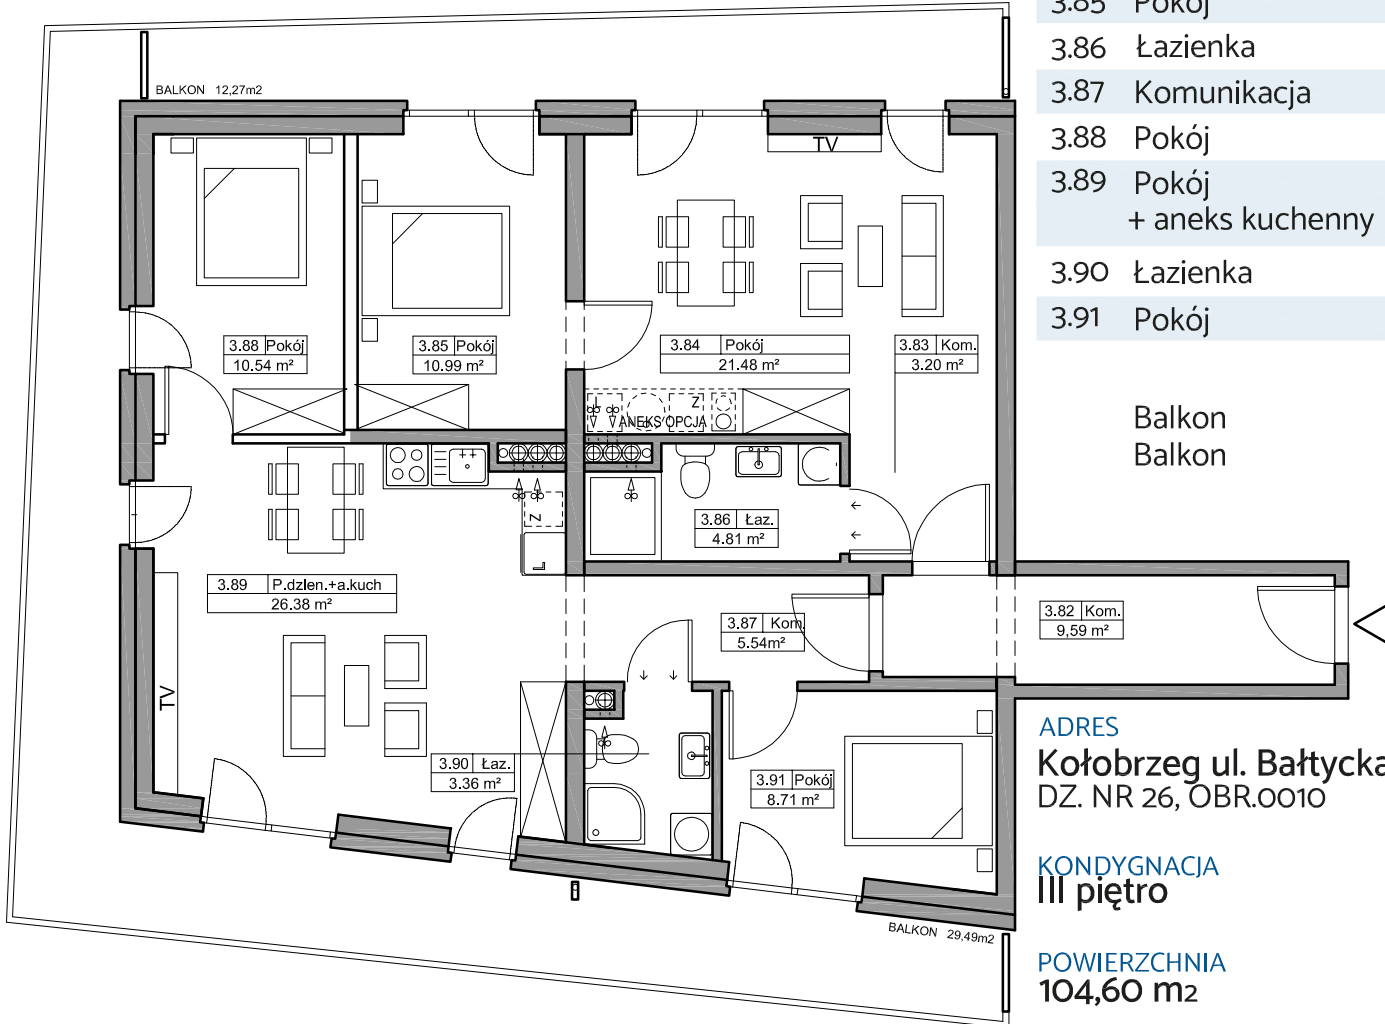 3.85 Pokój
3.86 Łazienka
3.87 Komunikacja
3.88 Pokój
3.89 Pokój
+ aneks kuchenny
3.90 Łazienka
3.91 Pokój
Balkon
Balkon
BALKON 12,27m2
TV
3.88 Pokój
10.54 m²
3.85 Pokój
10.99 m²
3.84 Pokój
21.48 m²
3.83 Kom.
3.20 m²
L
Z
ANEKS OPCJA
3.86 Łaz.
4.81 m²
Z
L
3.89 P.dzien.+a.kuch
26.38 m²
3.87 Kom.
5.54m²
3.82 Kom.
9,59 m²
TV
3.90 Łaz.
3.36 m²
3.91 Pokój
8.71 m²
BALKON 29,49m2
ADRES
Kołobrzeg ul. Bałtycka
DZ. NR 26, OBR.0010
KONDYGNACJA
III piętro
POWIERZCHNIA
104,60 m2